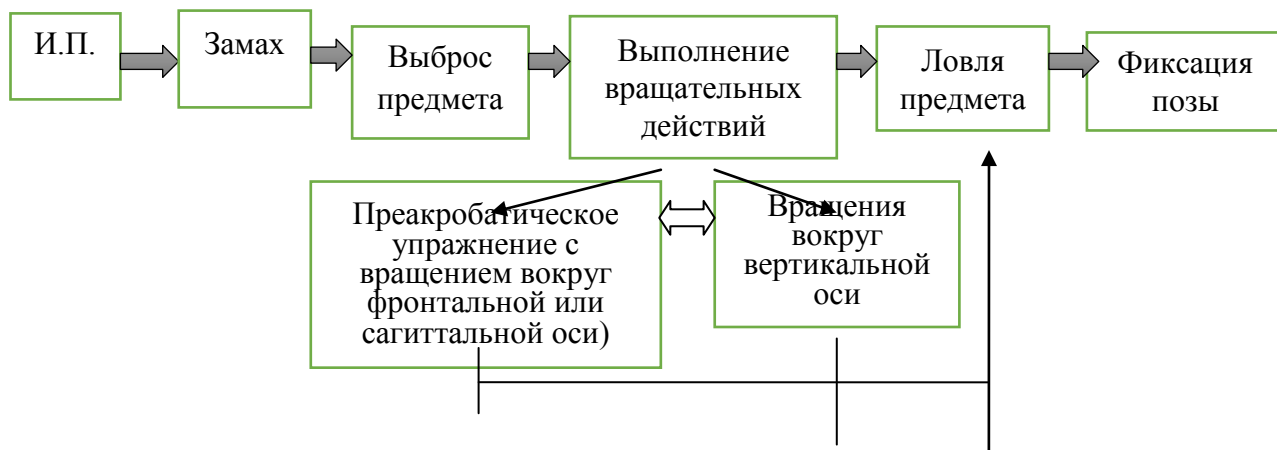 И.П.
Замах
Выброс
предмета
Выполнение
вращательных
действий
Ловля
предмета
Фиксация
позы
Преакробатическое
упражнение с
вращением вокруг
фронтальной или
сагиттальной оси)
Вращения
вокруг
вертикальной
оси